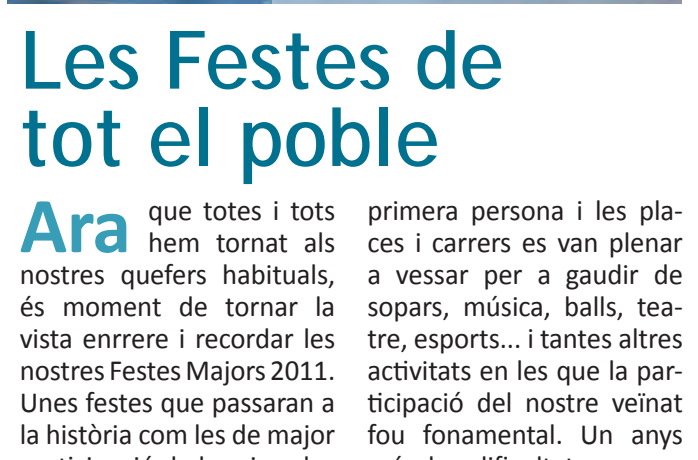 Les Festes de
tot el poble
Ara que totes i tots
hem tornat als
nostres quefers habituals,
és moment de tornar la
vista enrrere i recordar les
nostres Festes Majors 2011.
Unes festes que passaran a
la història com les de major
primera persona i les pla-
ces i carrers es van plenar
a vessar per a gaudir de
sopars, música, balls, tea-
tre, esports... i tantes altres
activitats en les que la par-
ticipació del nostre veïnat
fou fonamental. Un anys